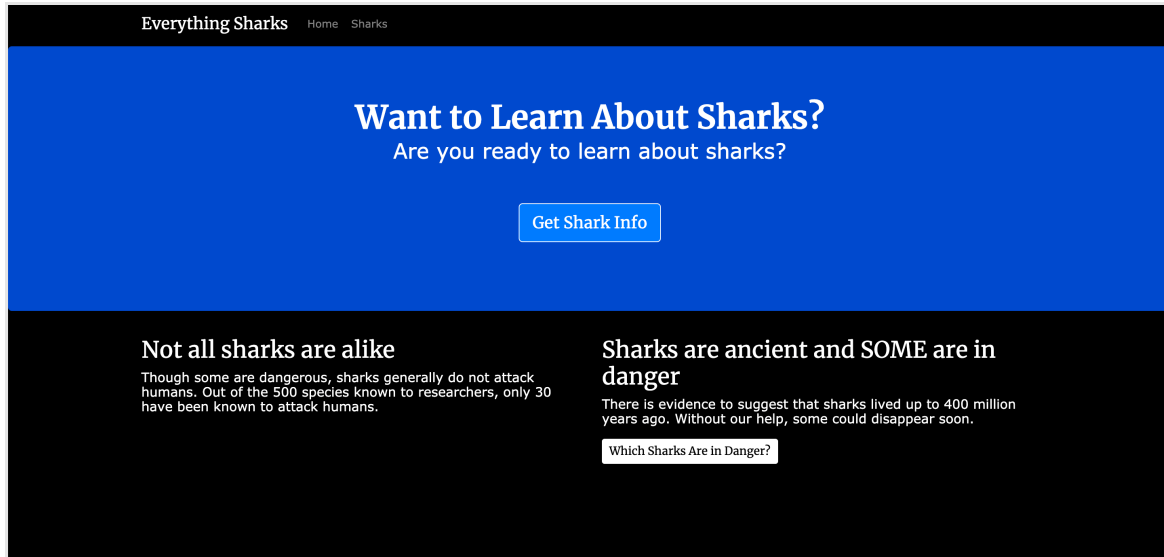 Everything Sharks Home Sharks
Want to Learn About Sharks?
Are you ready to learn about sharks?
Get Shark Info
Not all sharks are alike
Though some are dangerous, sharks generally do not attack
humans. Out of the 500 species known to researchers, only 30
have been known to attack humans.
Sharks are ancient and SOME are in
danger
There is evidence to suggest that sharks lived up to 400 million
years ago. Without our help, some could disappear soon.
Which Sharks Are in Danger?